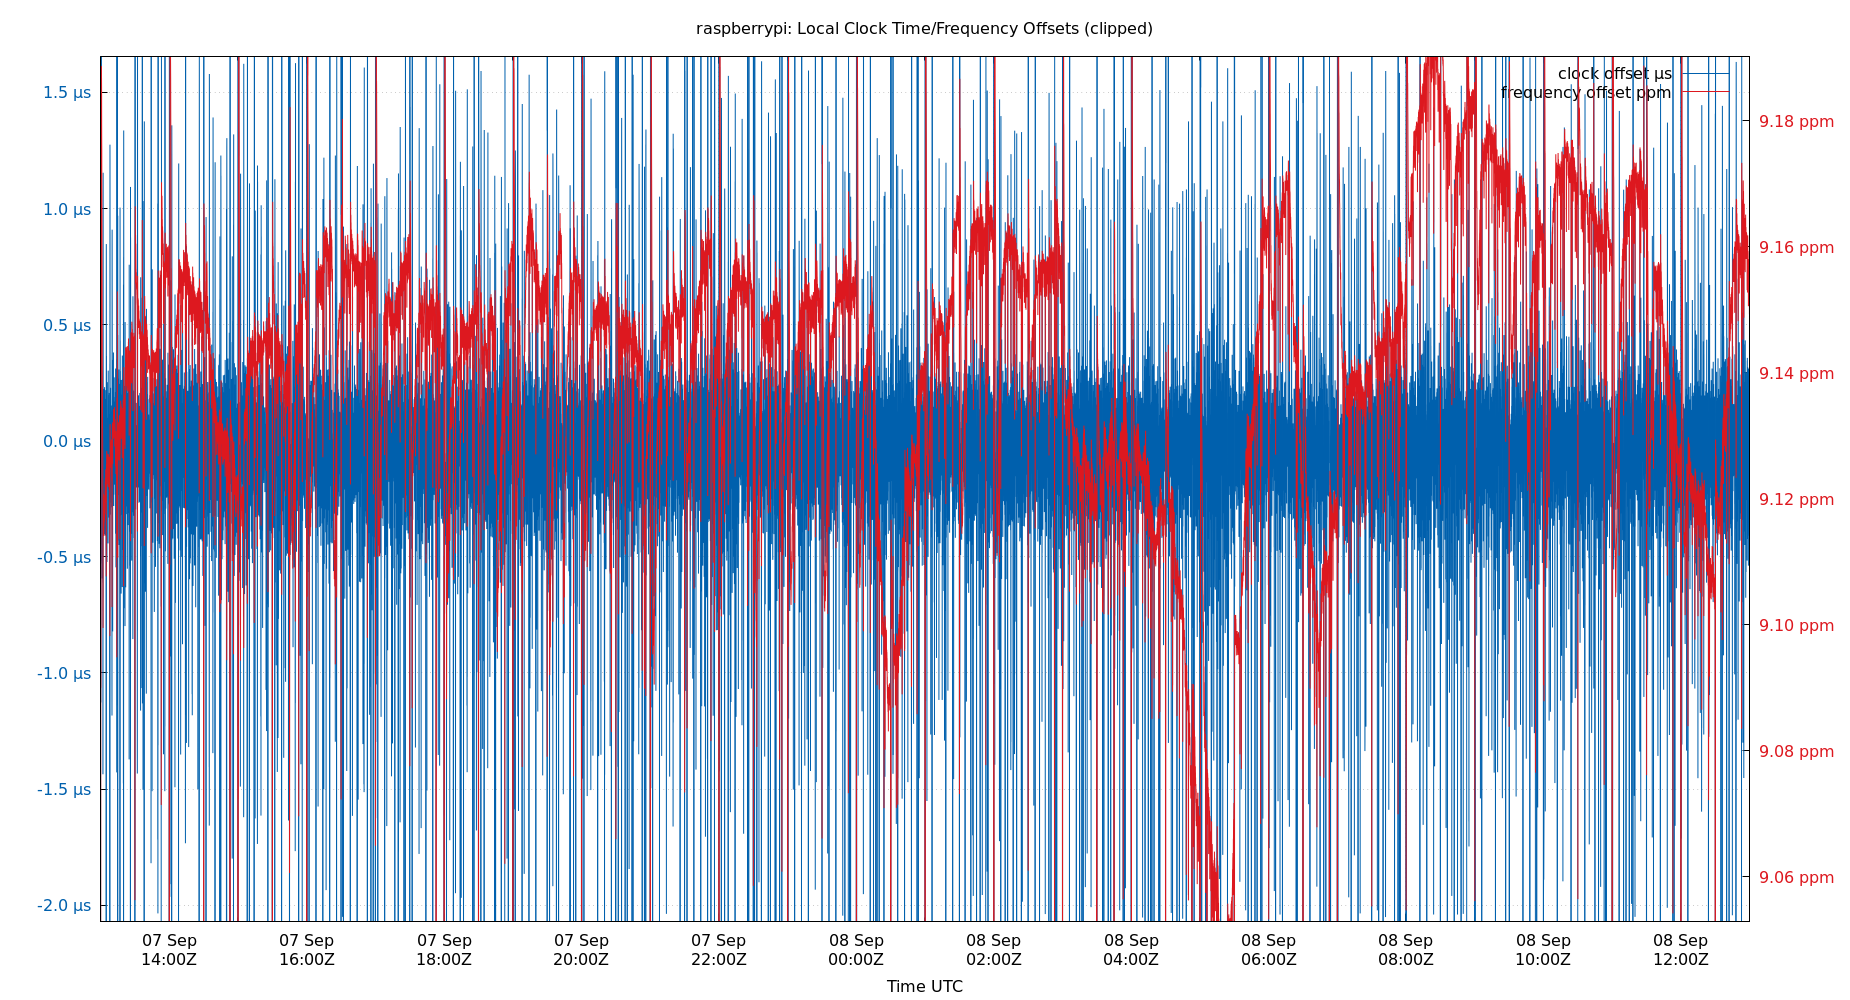 raspberrypi: Local Clock Time/Frequency Offsets (clipped)
clock offset µs
frequency offset ppm
1.5 µs
1.0 µs
0.5 µs
0.0 µs
-0.5 µs
-1.0 µs
-1.5 µs
-2.0 µs
9.18 ppm
9.16 ppm
9.14 ppm
9.12 ppm
9.10 ppm
9.08 ppm
9.06 ppm
07 Sep 07 Sep 07 Sep 07 Sep 07 Sep 08 Sep 08 Sep 08 Sep 08 Sep 08 Sep 08 Sep 08 Sep
14:00Z 16:00Z 18:00Z 20:00Z 22:00Z 00:00Z 02:00Z 04:00Z 06:00Z 08:00Z 10:00Z 12:00Z
Time UTC